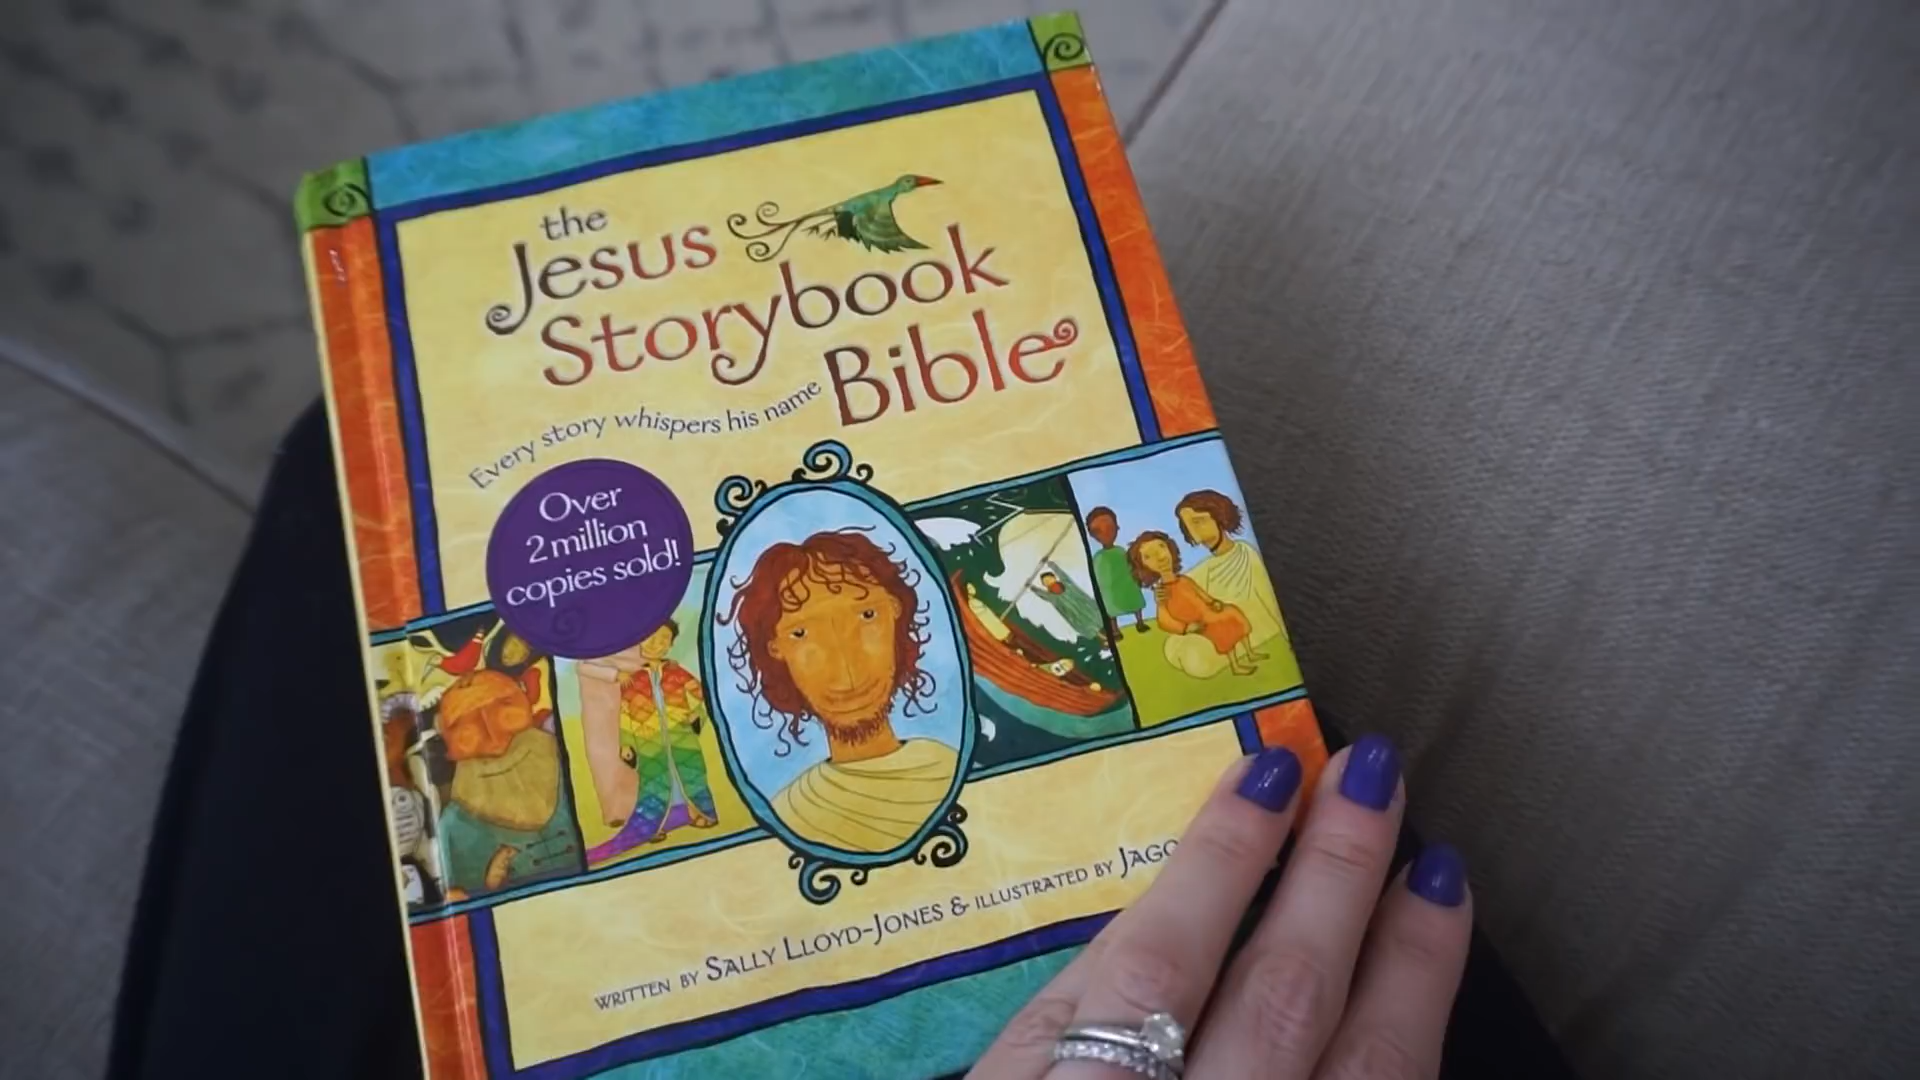 the
Jesus
Storybook
Bible
Every story whispers his name
Over
2 million
copies sold!
WRITTEN BY SALLY LLOYD-JONES & ILLUSTRATED BY JAGO